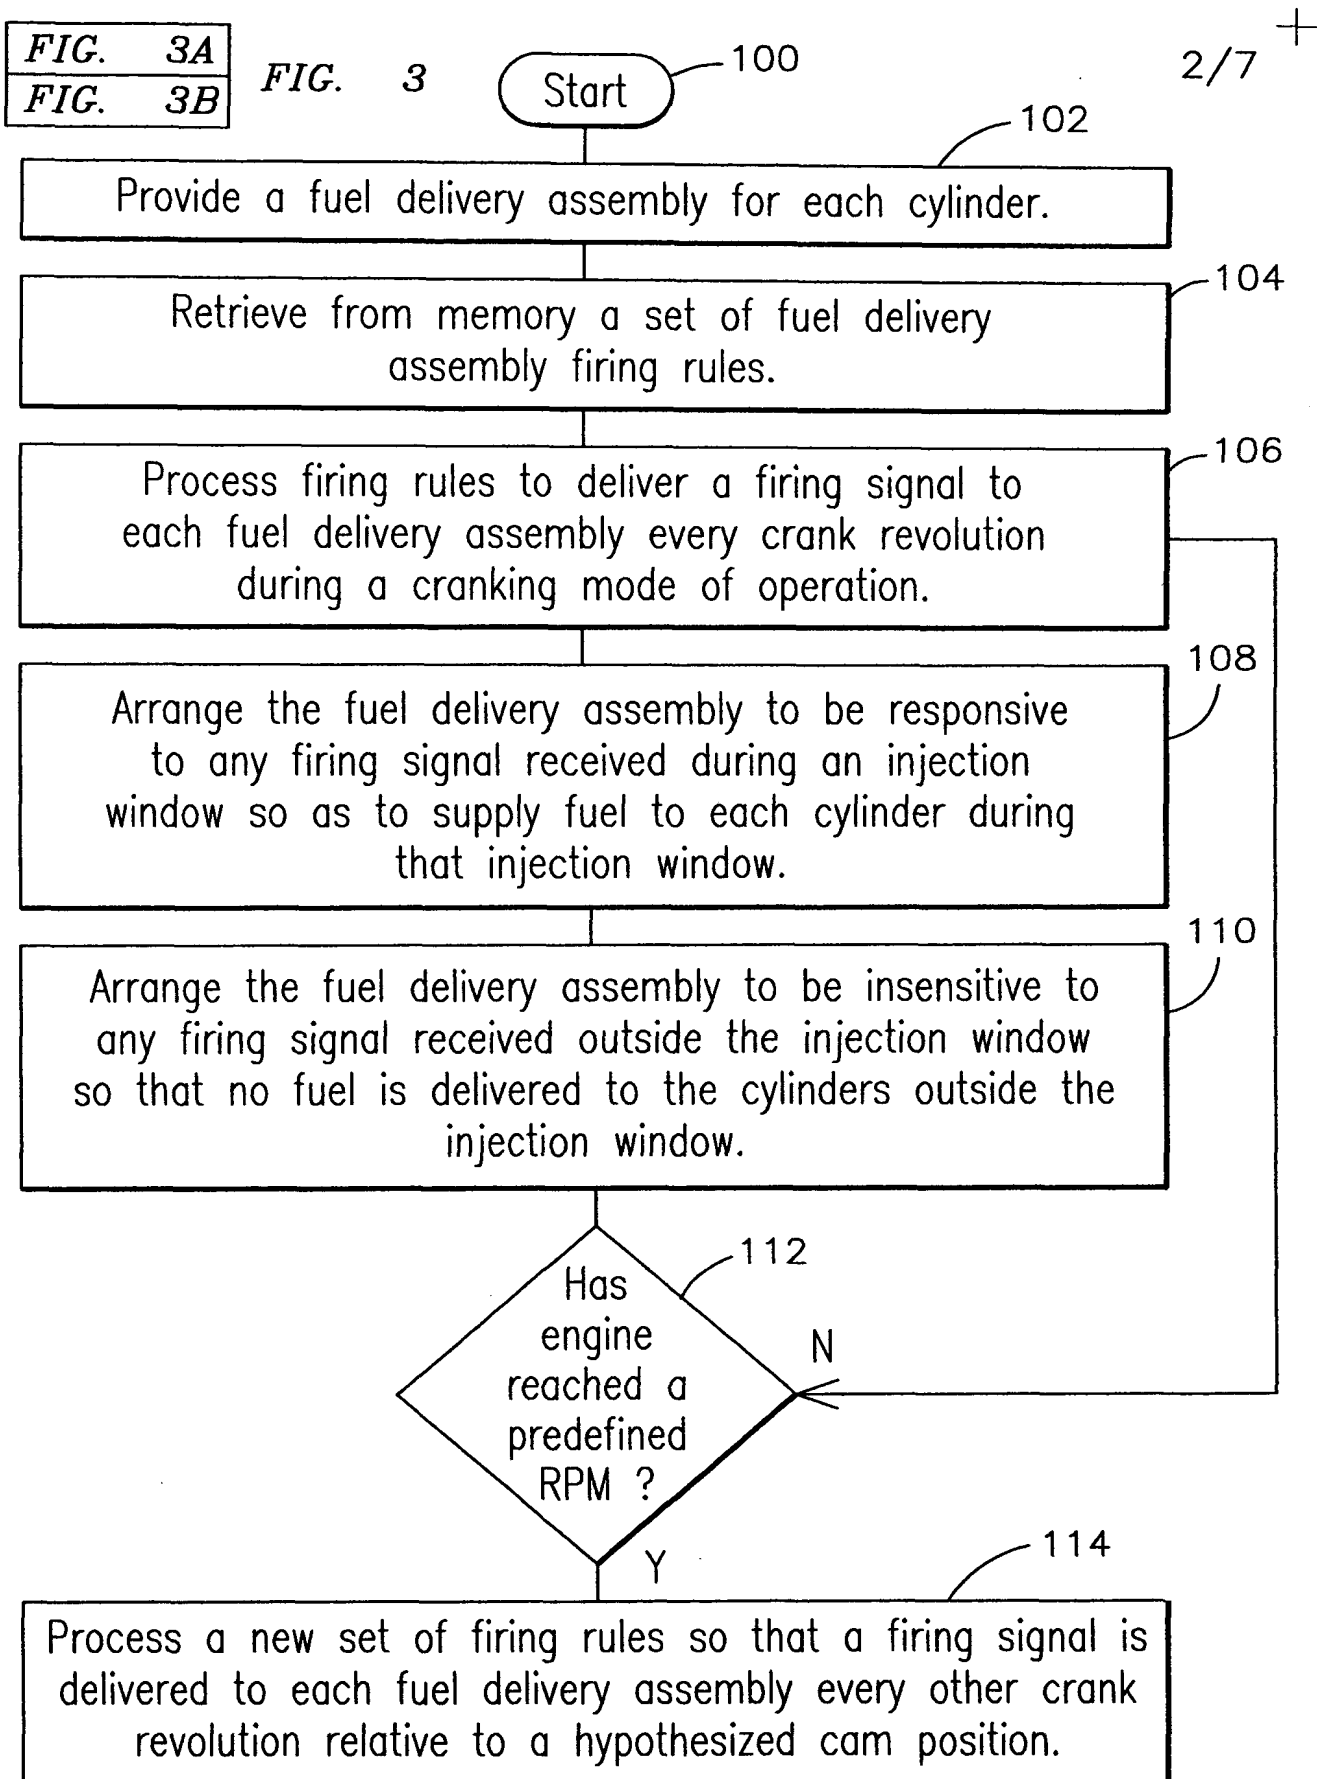 FIG. 3A
FIG. 3B
FIG. 3
2/7
Start
100
102
Provide a fuel delivery assembly for each cylinder.
104
Retrieve from memory a set of fuel delivery
assembly firing rules.
106
Process firing rules to deliver a firing signal to
each fuel delivery assembly every crank revolution
during a cranking mode of operation.
108
Arrange the fuel delivery assembly to be responsive
to any firing signal received during an injection
window so as to supply fuel to each cylinder during
that injection window.
110
Arrange the fuel delivery assembly to be insensitive to
any firing signal received outside the injection window
so that no fuel is delivered to the cylinders outside the
injection window.
112
Has
engine
reached a
predefined
RPM ?
N
Y
114
Process a new set of firing rules so that a firing signal is
delivered to each fuel delivery assembly every other crank
revolution relative to a hypothesized cam position.